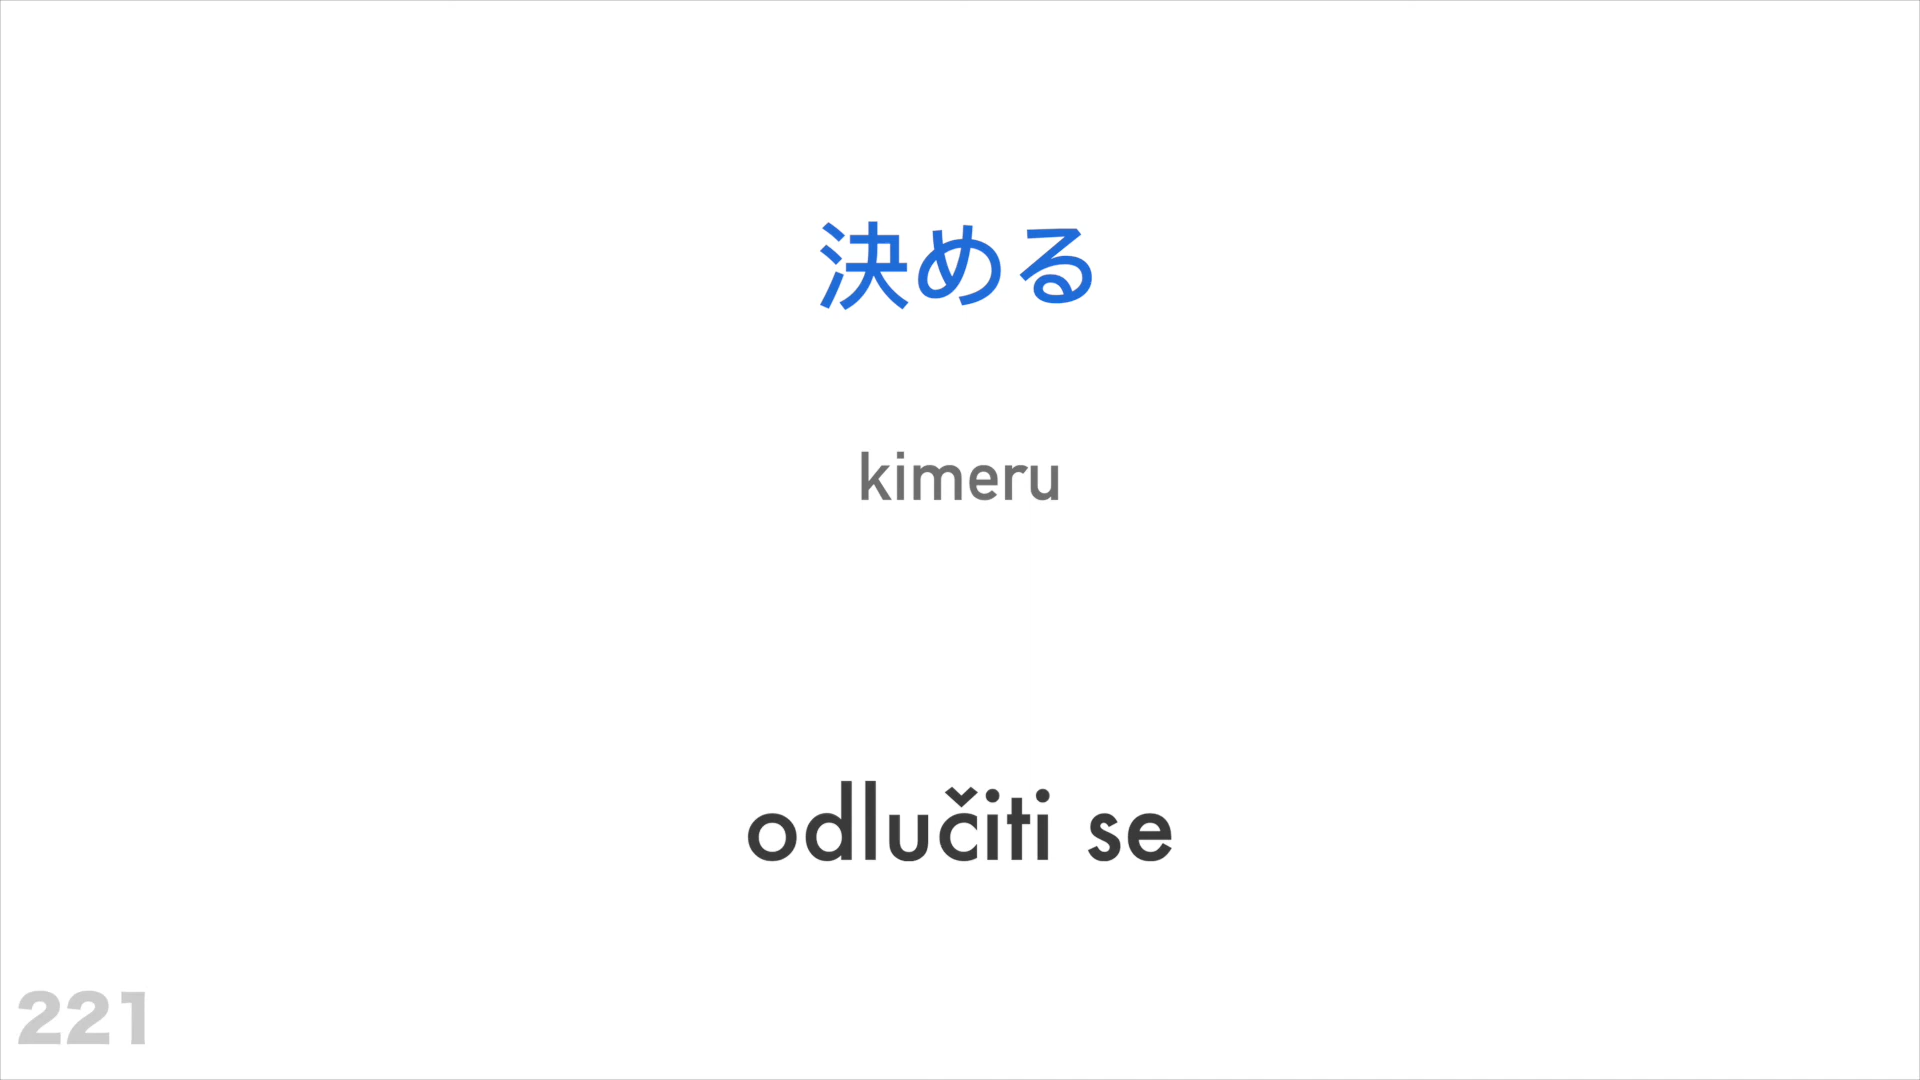 決める
kimeru
odlučiti se
221